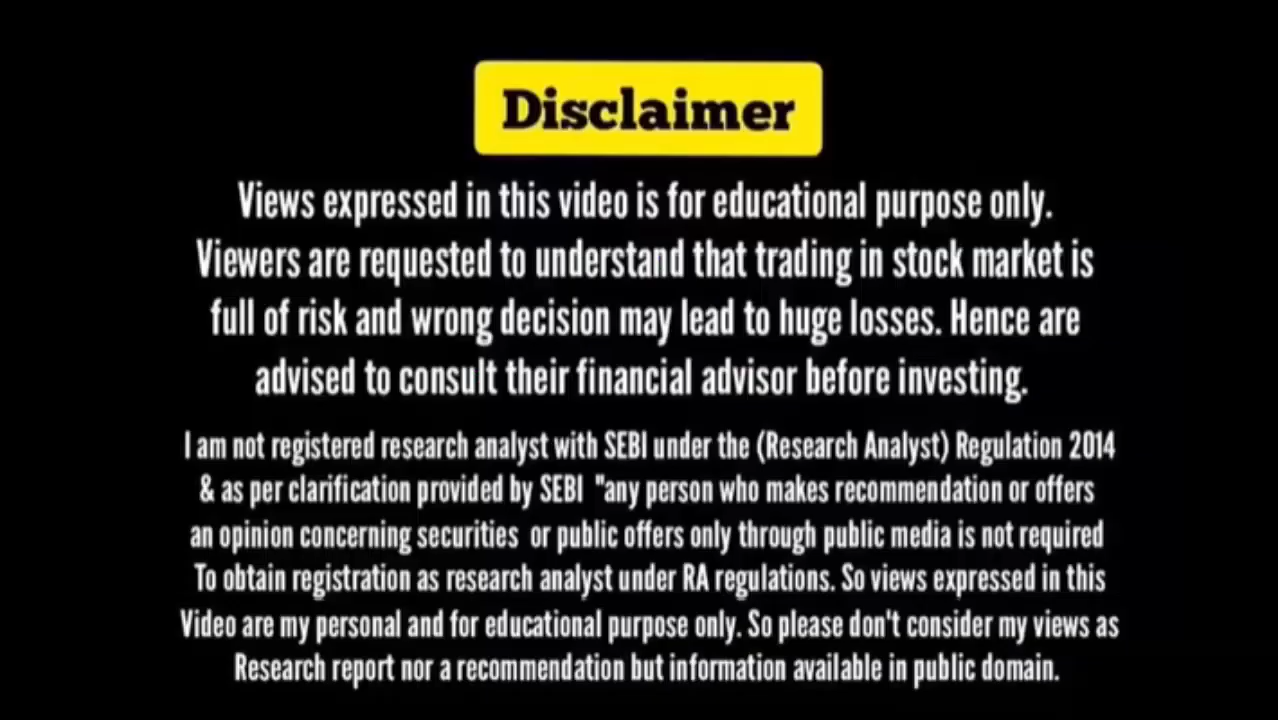 Disclaimer
Views expressed in this video is for educational purpose only.
Viewers are requested to understand that trading in stock market is
full of risk and wrong decision may lead to huge losses. Hence are
advised to consult their financial advisor before investing.
I am not registered research analyst with SEBI under the (Research Analyst) Regulation 2014
& as per clarification provided by SEBI "any person who makes recommendation or offers
an opinion concerning securities or public offers only through public media is not required
To obtain registration as research analyst under RA regulations. So views expressed in this
Video are my personal and for educational purpose only. So please don't consider my views as
Research report nor a recommendation but information available in public domain.